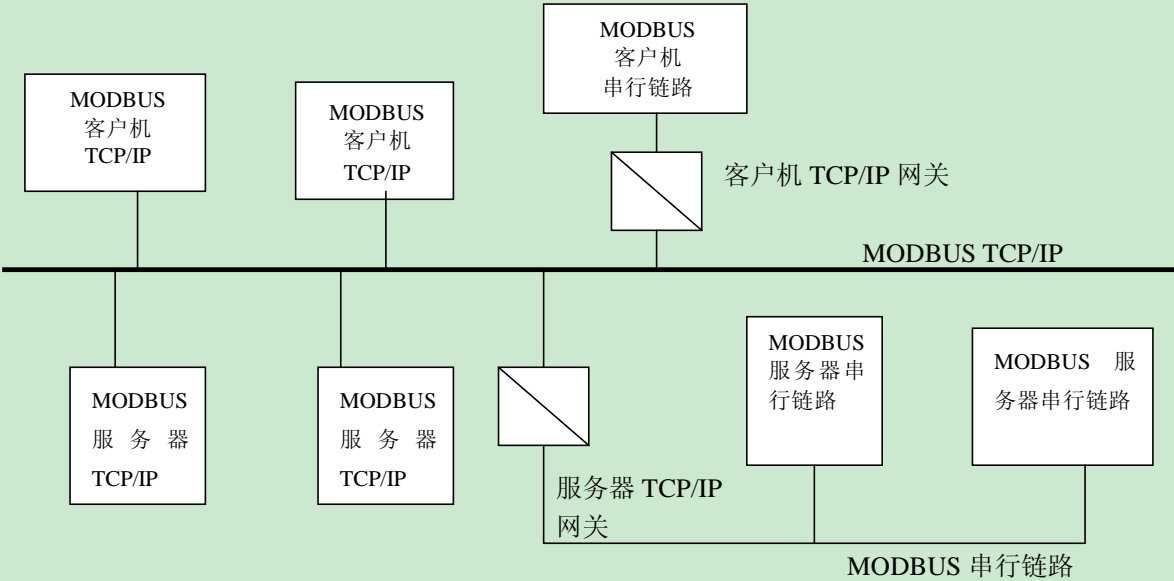 MODBUS
客户机
TCP/IP
MODBUS
客户机
TCP/IP
MODBUS
客户机
串行链路
客户机 TCP/IP 网关
MODBUS TCP/IP
MODBUS
服 务 器
TCP/IP
MODBUS
服 务 器
TCP/IP
服务器 TCP/IP
网关
MODBUS
服务器串
行链路
MODBUS 服
务器串行链路
MODBUS 串行链路